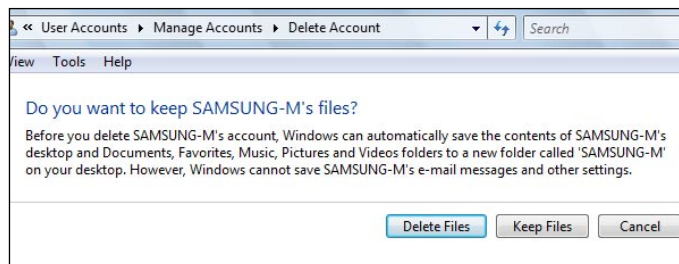 « User Accounts ▸ Manage Accounts ▸ Delete Account Search
View Tools Help
Do you want to keep SAMSUNG-M's files?
Before you delete SAMSUNG-M's account, Windows can automatically save the contents of SAMSUNG-M's
desktop and Documents, Favorites, Music, Pictures and Videos folders to a new folder called 'SAMSUNG-M'
on your desktop. However, Windows cannot save SAMSUNG-M's e-mail messages and other settings.
Delete Files Keep Files Cancel